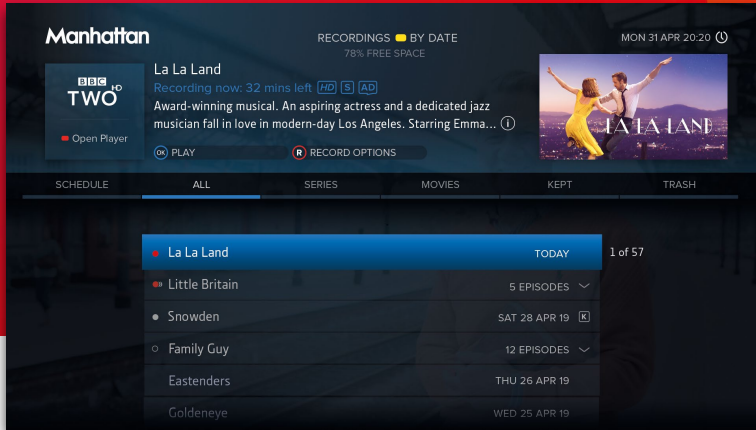 Manhattan
RECORDINGS BY DATE
78% FREE SPACE
MON 31 APR 20:20
BBC
TWO HD
Open Player
La La Land
Recording now: 32 mins left HD S AD
Award-winning musical. An aspiring actress and a dedicated jazz
musician fall in love in modern-day Los Angeles. Starring Emma... i
OK PLAY
R RECORD OPTIONS
LA LA LAND
SCHEDULE ALL SERIES MOVIES KEPT TRASH
La La Land TODAY 1 of 57
Little Britain 5 EPISODES
Snowden SAT 28 APR 19 K
Family Guy 12 EPISODES
Eastenders THU 26 APR 19
Goldeneye WED 25 APR 19